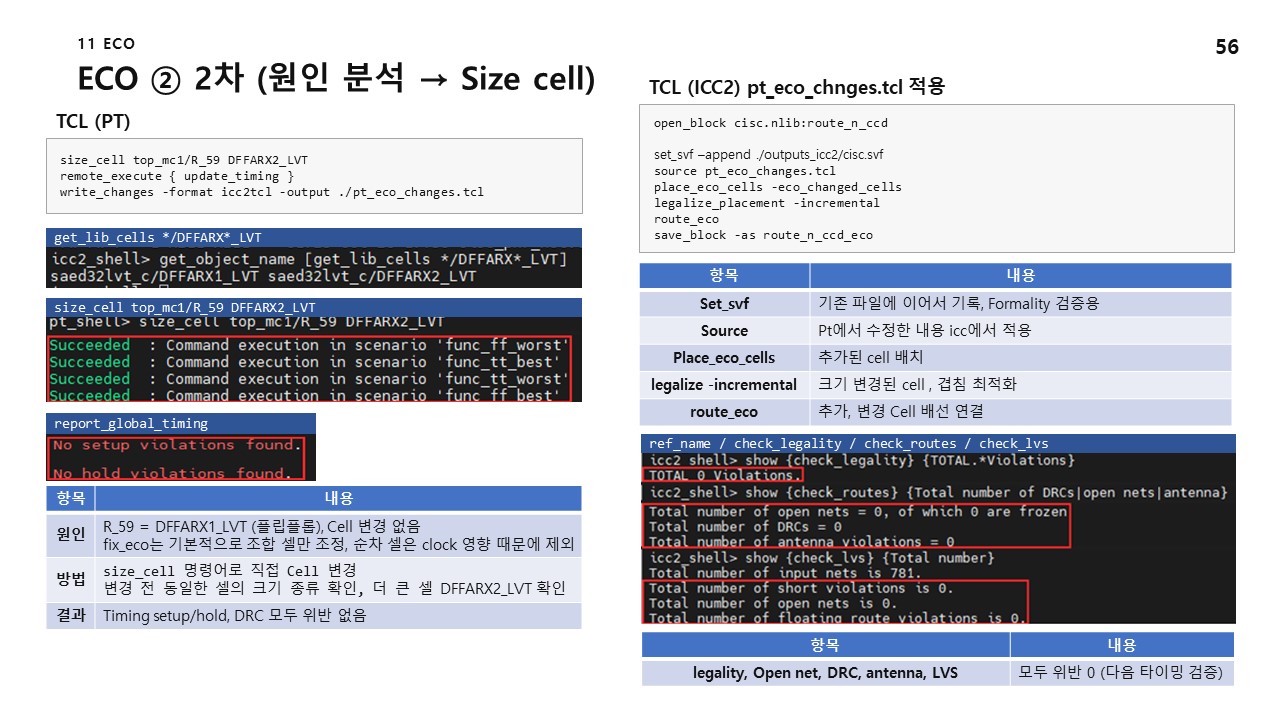 11 ECO
56
ECO ② 2차 (원인 분석 → Size cell)
TCL (PT)
size_cell top_mc1/R_59 DFFARX2_LVT
remote_execute { update_timing }
write_changes -format icc2tcl -output ./pt_eco_changes.tcl
get_lib_cells */DFFARX*_LVT
icc2_shell> get_object_name [get_lib_cells */DFFARX*_LVT]
saed32lvt_c/DFFARX1_LVT saed32lvt_c/DFFARX2_LVT
size_cell top_mc1/R_59 DFFARX2_LVT
pt_shell> size_cell top_mc1/R_59 DFFARX2_LVT
Succeeded : Command execution in scenario 'func_ff_worst'
Succeeded : Command execution in scenario 'func_tt_best'
Succeeded : Command execution in scenario 'func_tt_worst'
Succeeded : Command execution in scenario 'func_ff_best'
report_global_timing
No setup violations found.
No hold violations found.
항목 내용
원인 R_59 = DFFARX1_LVT (플립플롭), Cell 변경 없음
fix_eco는 기본적으로 조합 셀만 조정, 순차 셀은 clock 영향 때문에 제외
방법 size_cell 명령어로 직접 Cell 변경
변경 전 동일한 셀의 크기 종류 확인, 더 큰 셀 DFFARX2_LVT 확인
결과 Timing setup/hold, DRC 모두 위반 없음
TCL (ICC2) pt_eco_chnges.tcl 적용
open_block cisc.nlib:route_n_ccd
set_svf –append ./outputs_icc2/cisc.svf
source pt_eco_changes.tcl
place_eco_cells -eco_changed_cells
legalize_placement -incremental
route_eco
save_block -as route_n_ccd_eco
항목 내용
Set_svf 기존 파일에 이어서 기록, Formality 검증용
Source Pt에서 수정한 내용 icc에서 적용
Place_eco_cells 추가된 cell 배치
legalize -incremental 크기 변경된 cell , 겹침 최적화
route_eco 추가, 변경 Cell 배선 연결
ref_name / check_legality / check_routes / check_lvs
icc2_shell> show {check_legality} {TOTAL.*Violations}
TOTAL 0 Violations.
icc2_shell> show {check_routes} {Total number of DRCs|open nets|antenna}
Total number of open nets = 0, of which 0 are frozen
Total number of DRCs = 0
Total number of antenna violations = 0
icc2_shell> show {check_lvs} {Total number}
Total number of input nets is 781.
Total number of short violations is 0.
Total number of open nets is 0.
Total number of floating route violations is 0.
항목 내용
legality, Open net, DRC, antenna, LVS 모두 위반 0 (다음 타이밍 검증)